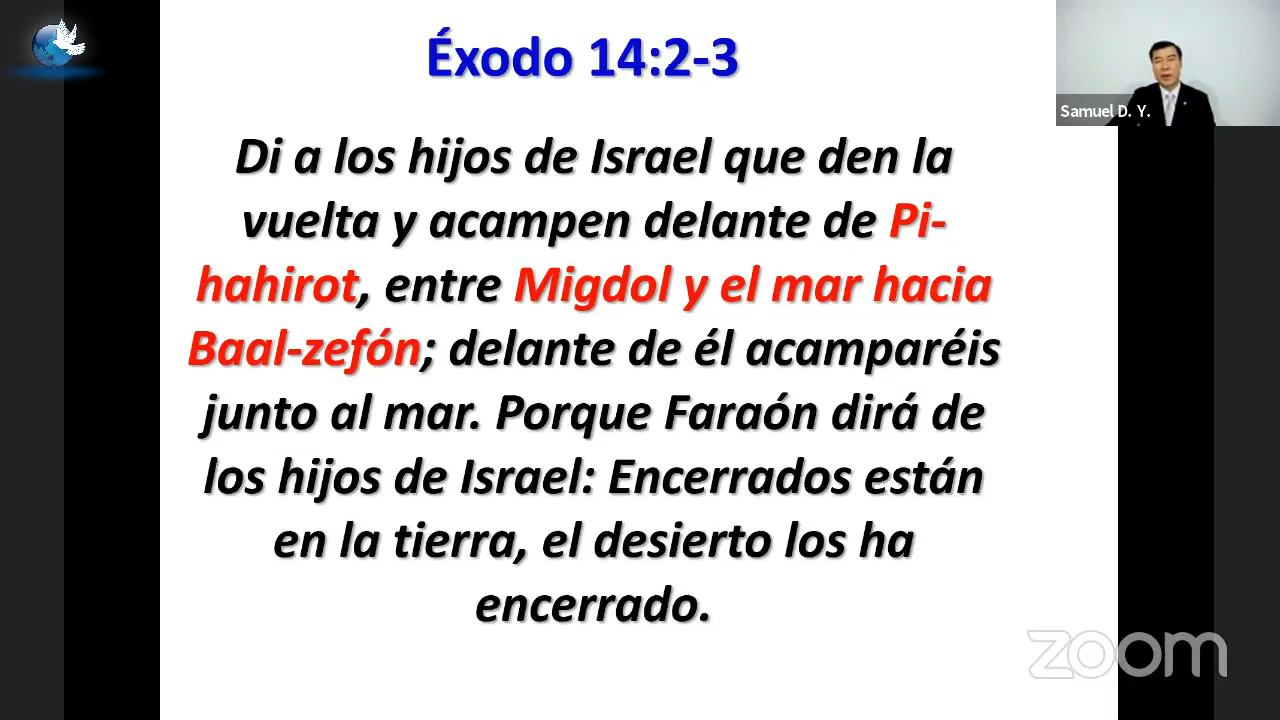 Éxodo 14:2-3
Samuel D. Y.
Di a los hijos de Israel que den la
vuelta y acampen delante de Pi-
hahirot, entre Migdol y el mar hacia
Baal-zefón; delante de él acamparéis
junto al mar. Porque Faraón dirá de
los hijos de Israel: Encerrados están
en la tierra, el desierto los ha
encerrado.
zoom